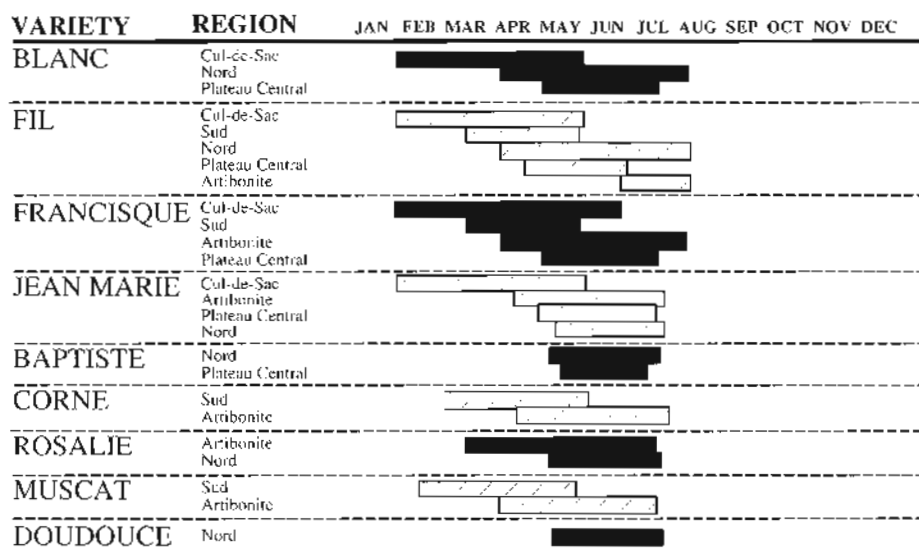 VARIETY REGION JAN FEB MAR APR MAY JUN JUL AUG SEP OCT NOV DEC
BLANC Cul-de-Sac
Nord
Plateau Central
FIL Cul-de-Sac
Sud
Nord
Plateau Central
Artibonite
FRANCISQUE Cul-de-Sac
Sud
Artibonite
Plateau Central
JEAN MARIE Cul-de-Sac
Artibonite
Plateau Central
Nord
BAPTISTE Nord
Plateau Central
CORNE Sud
Artibonite
ROSALIE Artibonite
Nord
MUSCAT Sud
Artibonite
DOUDOUCE Nord